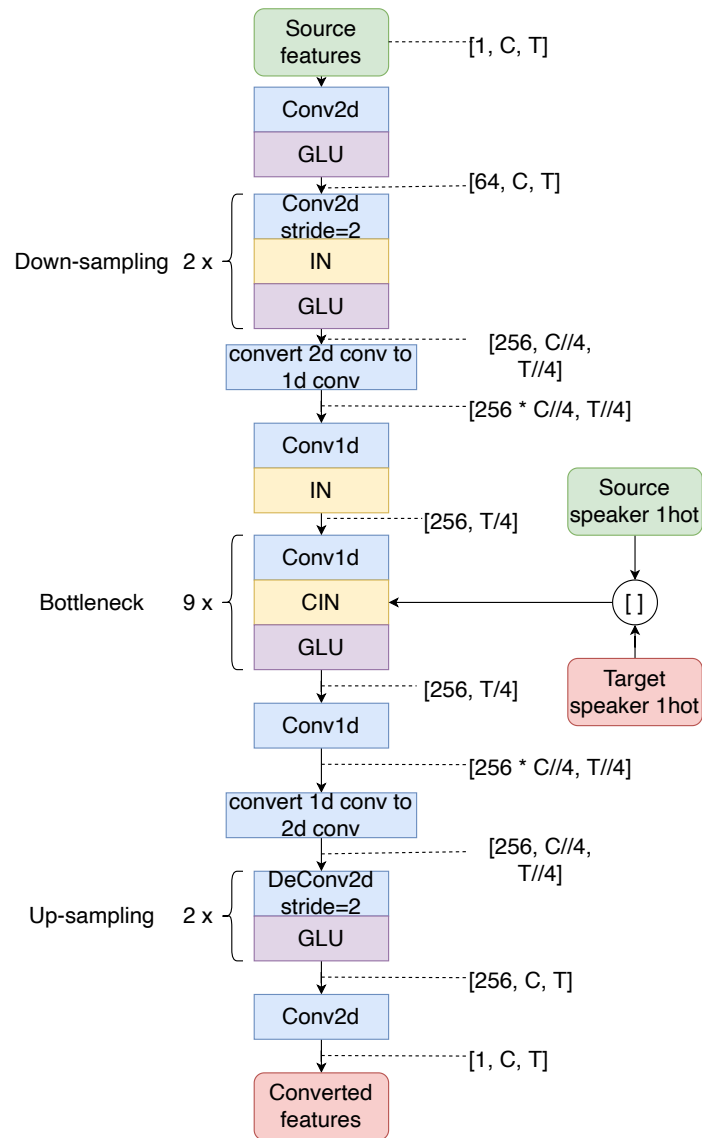 Source
features
[1, C, T]
Conv2d
GLU
[64, C, T]
Conv2d
stride=2
Down-sampling 2 x
IN
GLU
[256, C//4,
T//4]
convert 2d conv to
1d conv
[256 * C//4, T//4]
Conv1d
IN
Source
speaker 1hot
[256, T/4]
Conv1d
Bottleneck 9 x
CIN
[ ]
GLU
Target
speaker 1hot
[256, T/4]
Conv1d
[256 * C//4, T//4]
convert 1d conv to
2d conv
[256, C//4,
T//4]
DeConv2d
stride=2
Up-sampling 2 x
GLU
[256, C, T]
Conv2d
[1, C, T]
Converted
features